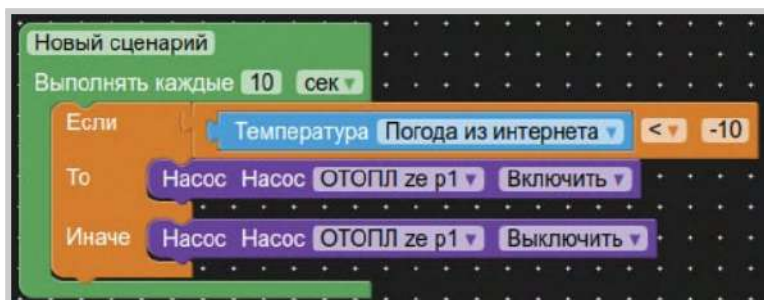 Новый сценарий
Выполнять каждые 10 сек
Если Температура Погода из интернета < -10
То Насос Насос ОТОПЛ ze p1 Включить
Иначе Насос Насос ОТОПЛ ze p1 Выключить